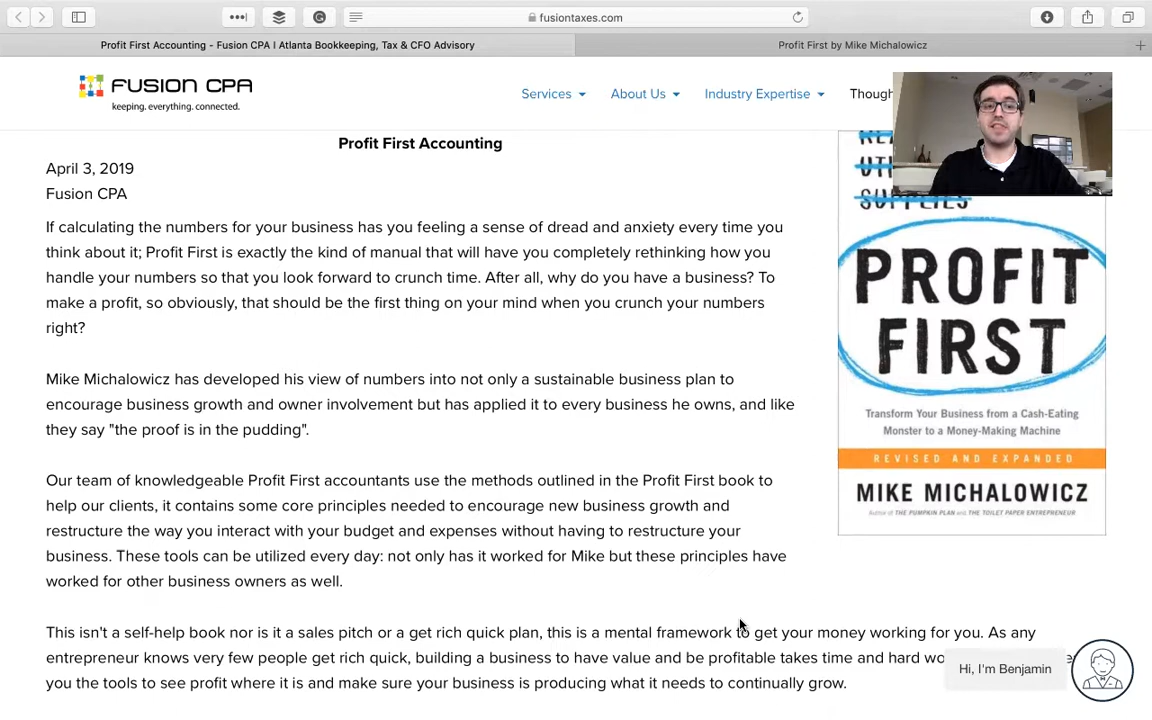 fusiontaxes.com
Profit First Accounting - Fusion CPA I Atlanta Bookkeeping, Tax & CFO Advisory
Profit First by Mike Michalowicz
FUSION CPA
keeping. everything. connected.
Services
About Us
Industry Expertise
Though
Profit First Accounting
April 3, 2019
Fusion CPA
If calculating the numbers for your business has you feeling a sense of dread and anxiety every time you
think about it; Profit First is exactly the kind of manual that will have you completely rethinking how you
handle your numbers so that you look forward to crunch time. After all, why do you have a business? To
make a profit, so obviously, that should be the first thing on your mind when you crunch your numbers
right?
Mike Michalowicz has developed his view of numbers into not only a sustainable business plan to
encourage business growth and owner involvement but has applied it to every business he owns, and like
they say "the proof is in the pudding".
Our team of knowledgeable Profit First accountants use the methods outlined in the Profit First book to
help our clients, it contains some core principles needed to encourage new business growth and
restructure the way you interact with your budget and expenses without having to restructure your
business. These tools can be utilized every day: not only has it worked for Mike but these principles have
worked for other business owners as well.
This isn't a self-help book nor is it a sales pitch or a get rich quick plan, this is a mental framework to get your money working for you. As any
entrepreneur knows very few people get rich quick, building a business to have value and be profitable takes time and hard
you the tools to see profit where it is and make sure your business is producing what it needs to continually grow.
SUPPLIES
PROFIT
FIRST
Transform Your Business from a Cash-Eating
Monster to a Money-Making Machine
REVISED AND EXPANDED
MIKE MICHALOWICZ
Author of THE PUMPKIN PLAN and THE TOILET PAPER ENTREPRENEUR
Hi, I'm Benjamin